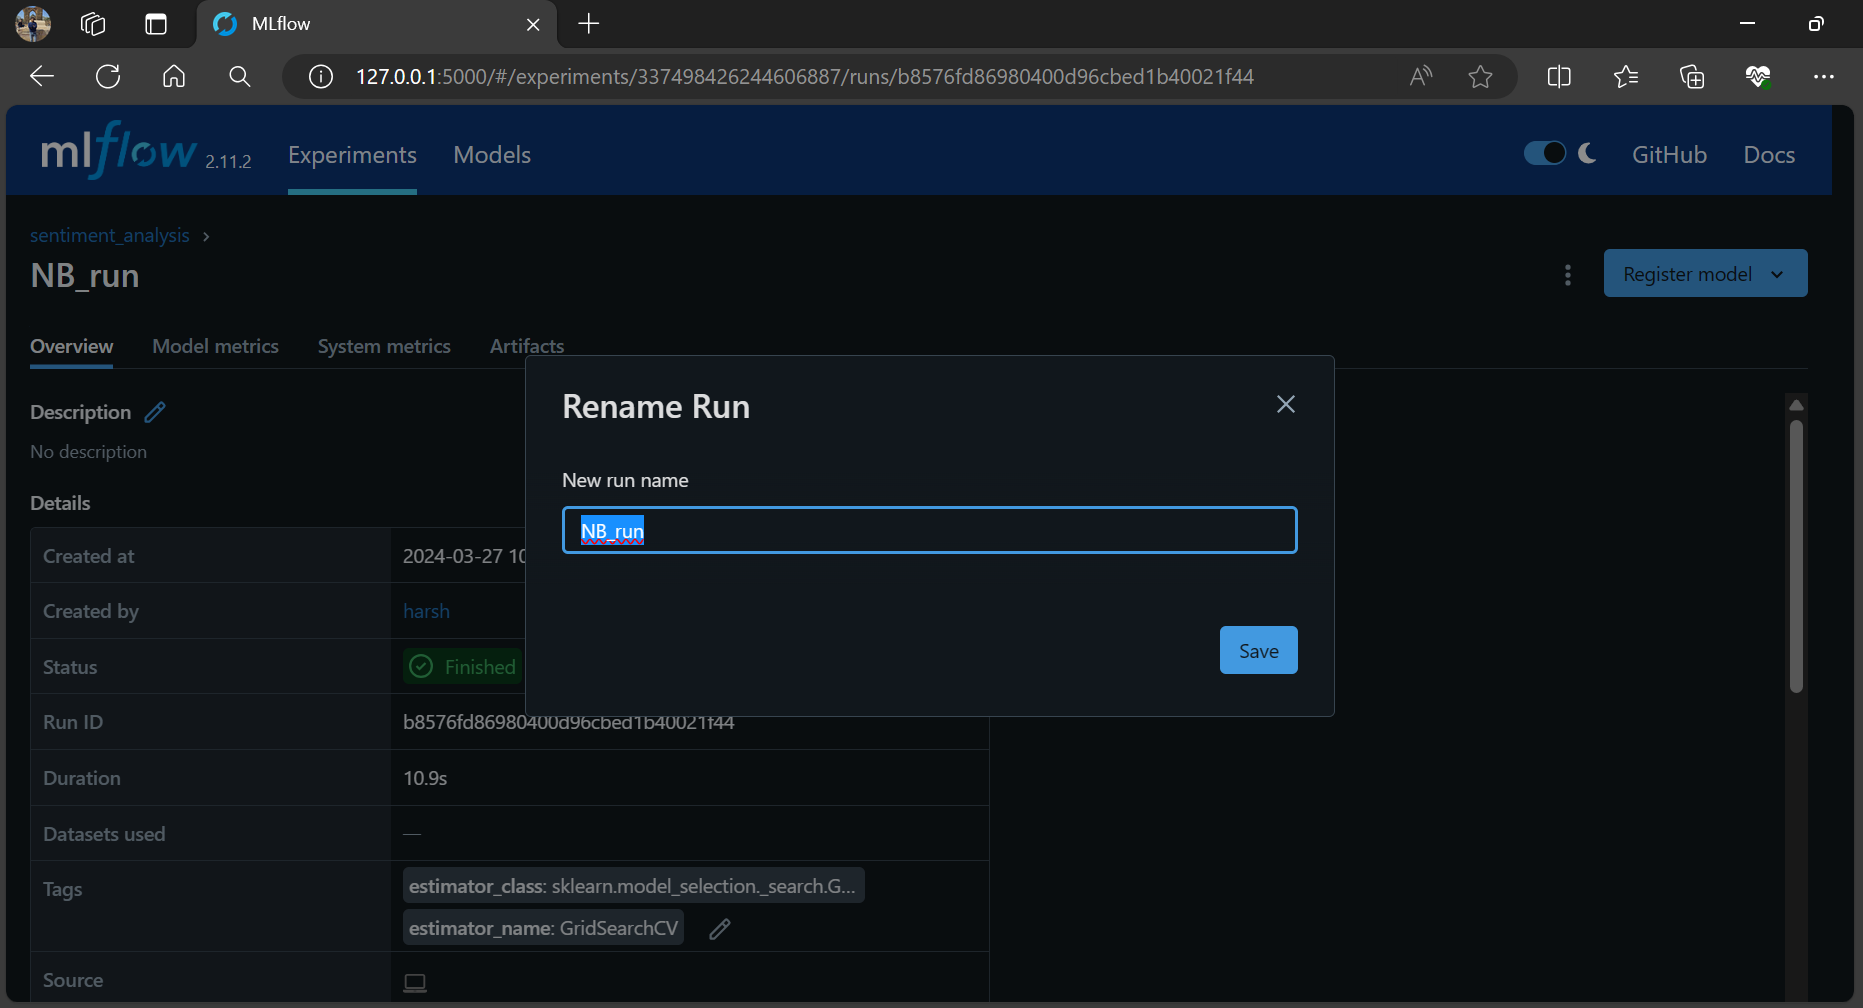 MLflow
127.0.0.1:5000/#/experiments/337498426244606887/runs/b8576fd86980400d96cbed1b40021f44
mlflow 2.11.2 Experiments Models GitHub Docs
sentiment_analysis ›
NB_run
Register model
Overview Model metrics System metrics Artifacts
Rename Run
New run name
NB_run
Save
Description
No description
Details
Created at 2024-03-27 10
Created by harsh
Status Finished
Run ID b8576fd86980400d96cbed1b40021f44
Duration 10.9s
Datasets used —
Tags estimator_class: sklearn.model_selection._search.G...
estimator_name: GridSearchCV
Source